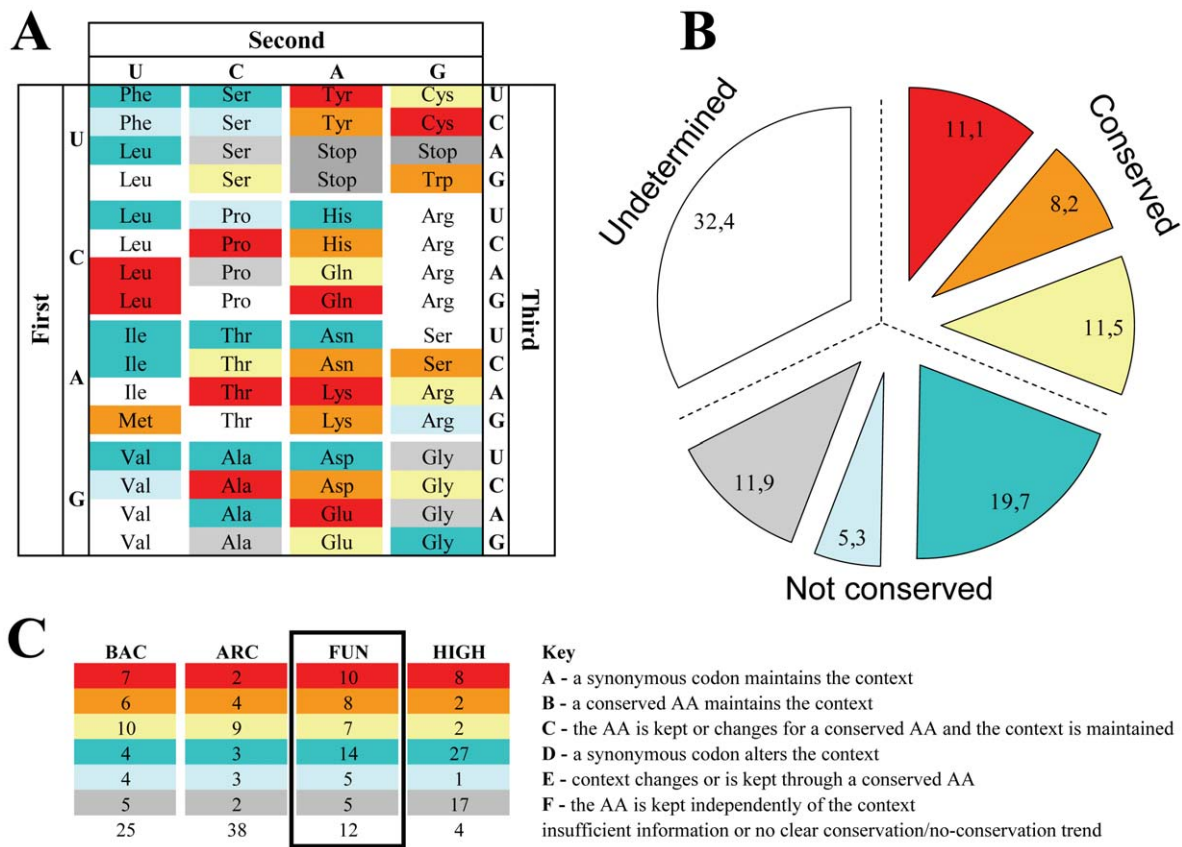 A
B
Second
U C A G
First
Third
U
Phe Ser Tyr Cys U
Phe Ser Tyr Cys C
Leu Ser Stop Stop A
Leu Ser Stop Trp G
C
Leu Pro His Arg U
Leu Pro His Arg C
Leu Pro Gln Arg A
Leu Pro Gln Arg G
A
Ile Thr Asn Ser U
Ile Thr Asn Ser C
Ile Thr Lys Arg A
Met Thr Lys Arg G
G
Val Ala Asp Gly U
Val Ala Asp Gly C
Val Ala Glu Gly A
Val Ala Glu Gly G
Undetermined
Conserved
Not conserved
11,1
8,2
11,5
19,7
5,3
11,9
32,4
C
BAC ARC FUN HIGH Key
7 2 10 8 A - a synonymous codon maintains the context
6 4 8 2 B - a conserved AA maintains the context
10 9 7 2 C - the AA is kept or changes for a conserved AA and the context is maintained
4 3 14 27 D - a synonymous codon alters the context
4 3 5 1 E - context changes or is kept through a conserved AA
5 2 5 17 F - the AA is kept independently of the context
25 38 12 4 insufficient information or no clear conservation/no-conservation trend